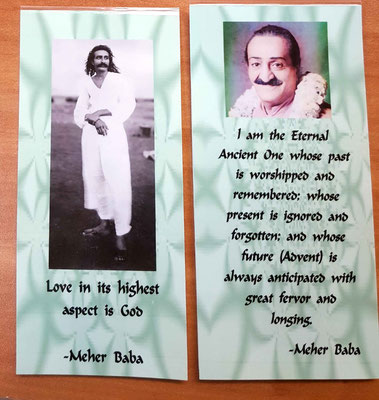 Love in its highest
aspect is God
-Meher Baba
I am the Eternal
Ancient One whose past
is worshipped and
remembered; whose
present is ignored and
forgotten; and whose
future (Advent) is
always anticipated with
great fervor and
longing.
-Meher Baba